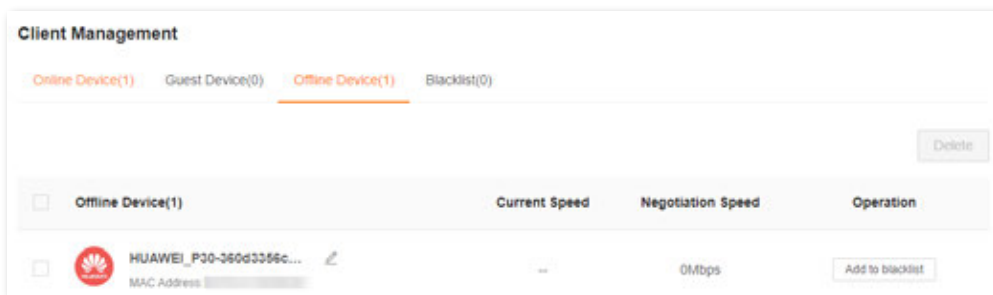 Client Management
Online Device(1) Guest Device(0) Offline Device(1) Blacklist(0)
Delete
Offline Device(1) Current Speed Negotiation Speed Operation
HUAWEI_P30-360d3356c...
-- 0Mbps Add to blacklist
MAC Address